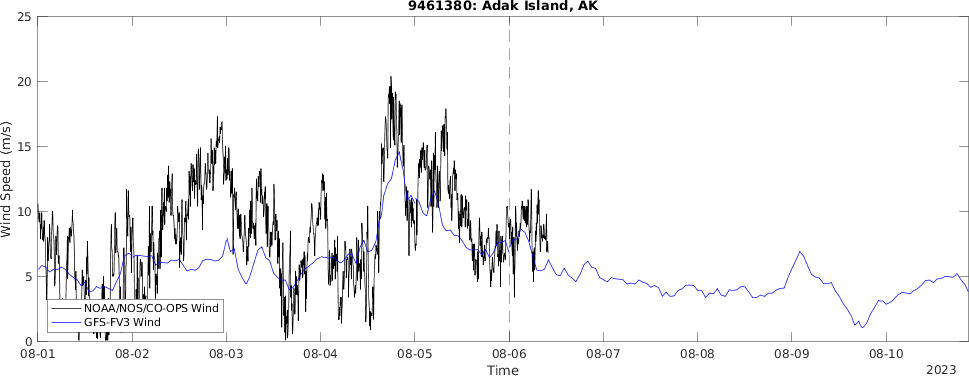 9461380: Adak Island, AK
25
20
15
10
5
0
Wind Speed (m/s)
NOAA/NOS/CO-OPS Wind
GFS-FV3 Wind
08-01 08-02 08-03 08-04 08-05 08-06 08-07 08-08 08-09 08-10
Time
2023